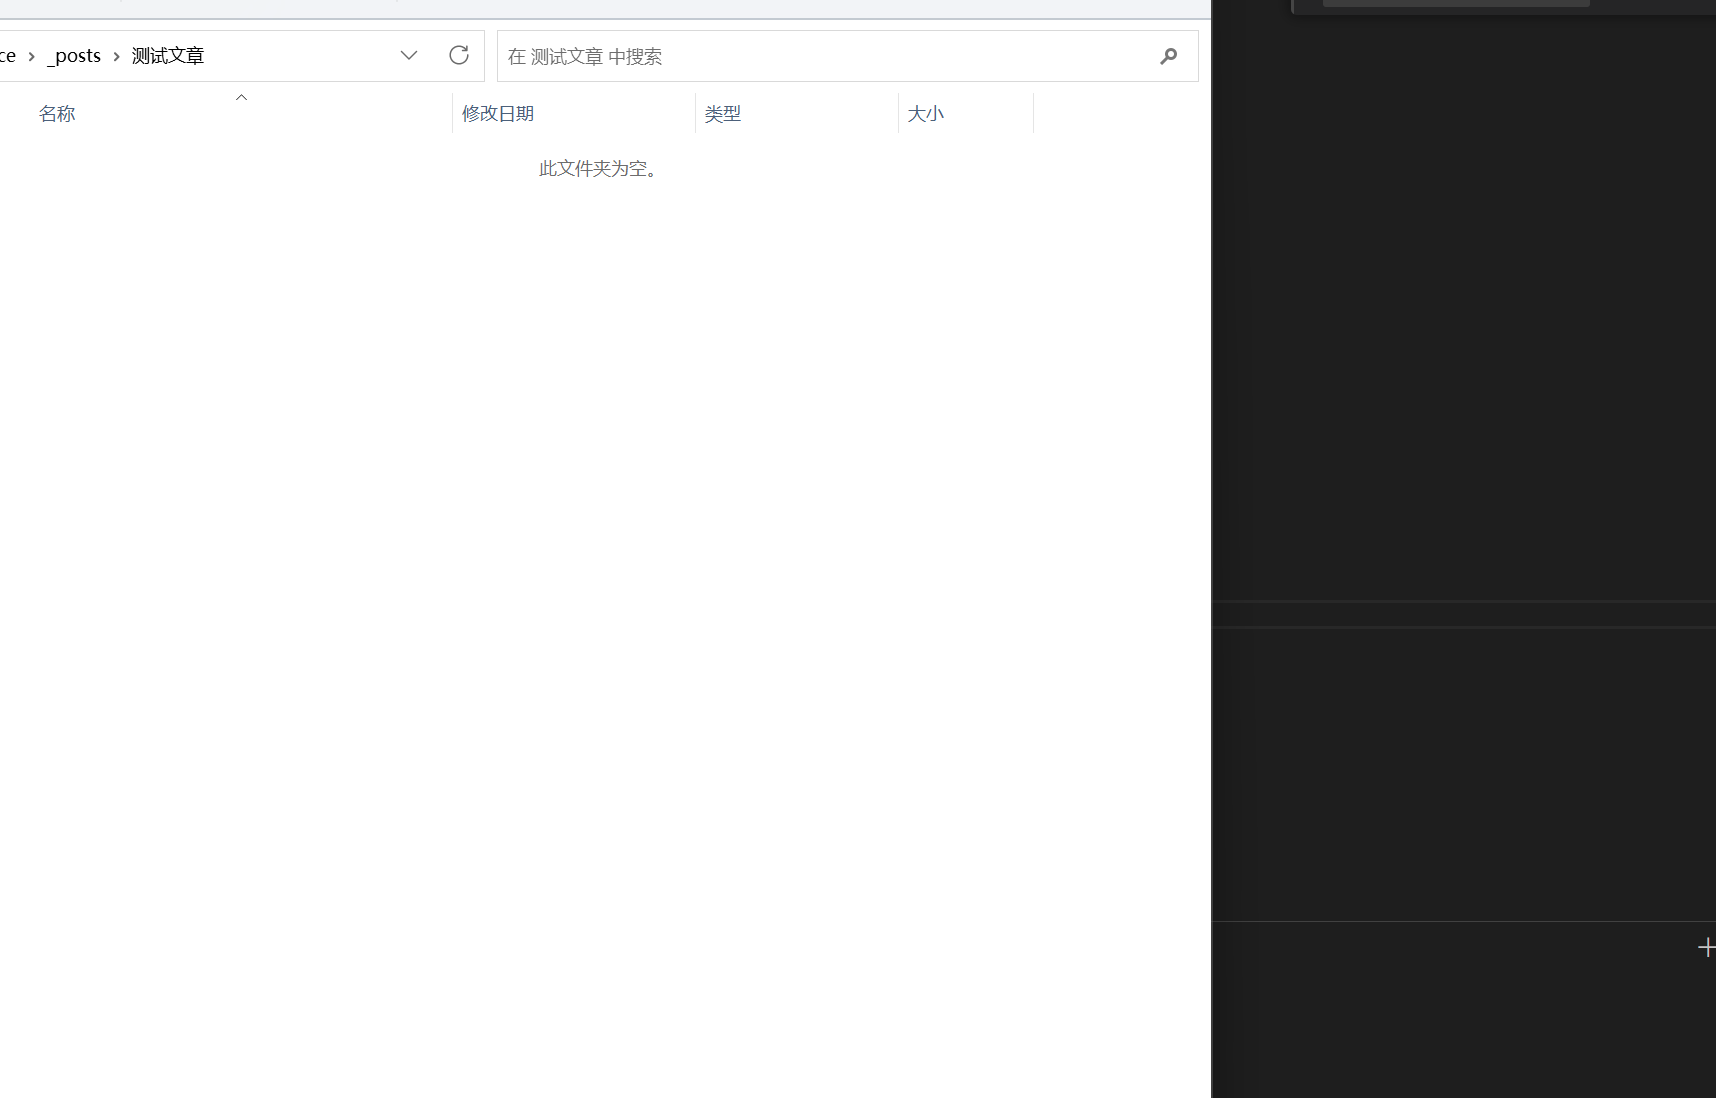 ce › _posts › 测试文章
在 测试文章 中搜索
名称 修改日期 类型 大小
此文件夹为空。